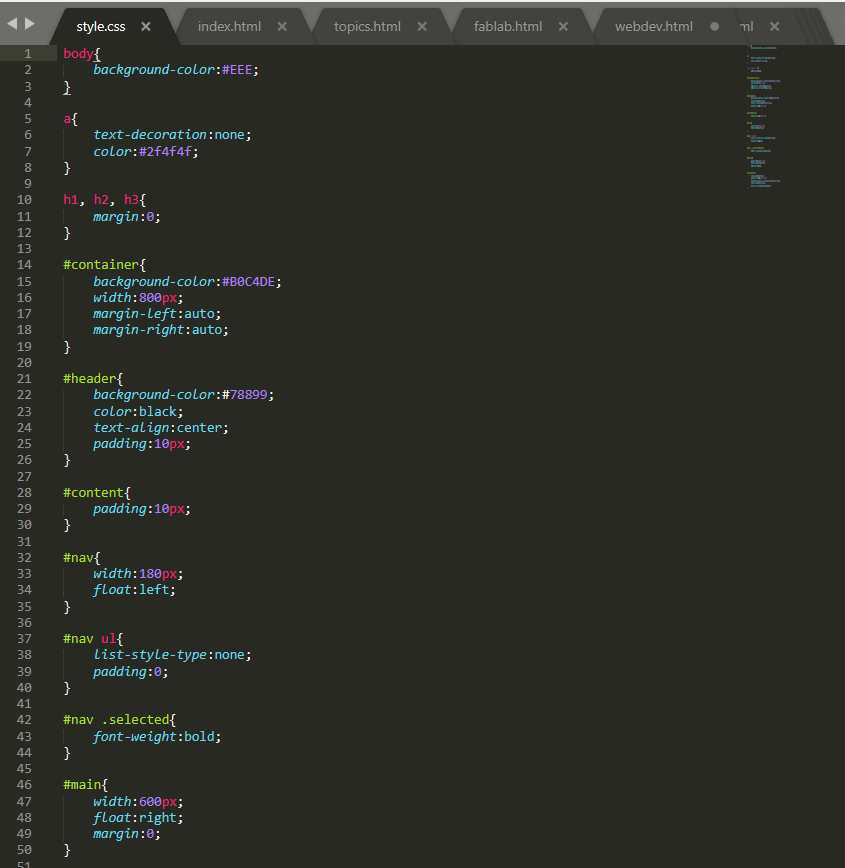 style.css × index.html × topics.html × fablab.html × webdev.html ml ×
1 body{
2 background-color:#EEE;
3 }
4
5 a{
6 text-decoration:none;
7 color:#2f4f4f;
8 }
9
10 h1, h2, h3{
11 margin:0;
12 }
13
14 #container{
15 background-color:#B0C4DE;
16 width:800px;
17 margin-left:auto;
18 margin-right:auto;
19 }
20
21 #header{
22 background-color:#78899;
23 color:black;
24 text-align:center;
25 padding:10px;
26 }
27
28 #content{
29 padding:10px;
30 }
31
32 #nav{
33 width:180px;
34 float:left;
35 }
36
37 #nav ul{
38 list-style-type:none;
39 padding:0;
40 }
41
42 #nav .selected{
43 font-weight:bold;
44 }
45
46 #main{
47 width:600px;
48 float:right;
49 margin:0;
50 }
51